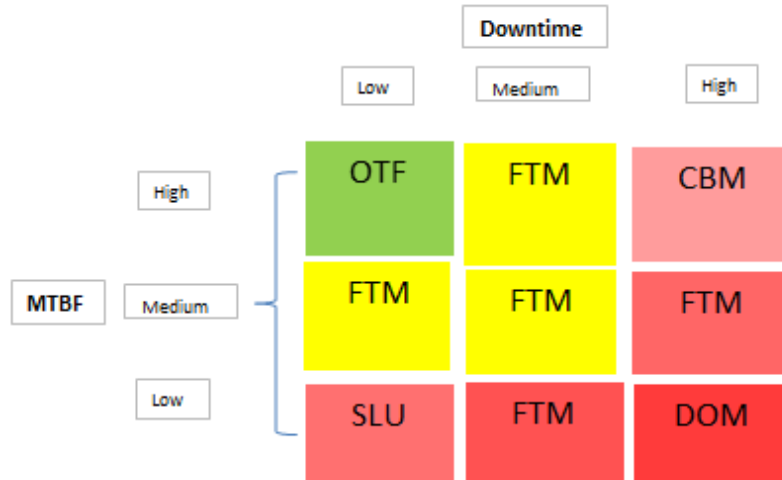 Downtime
Low Medium High
High OTF FTM CBM
MTBF Medium FTM FTM FTM
Low SLU FTM DOM